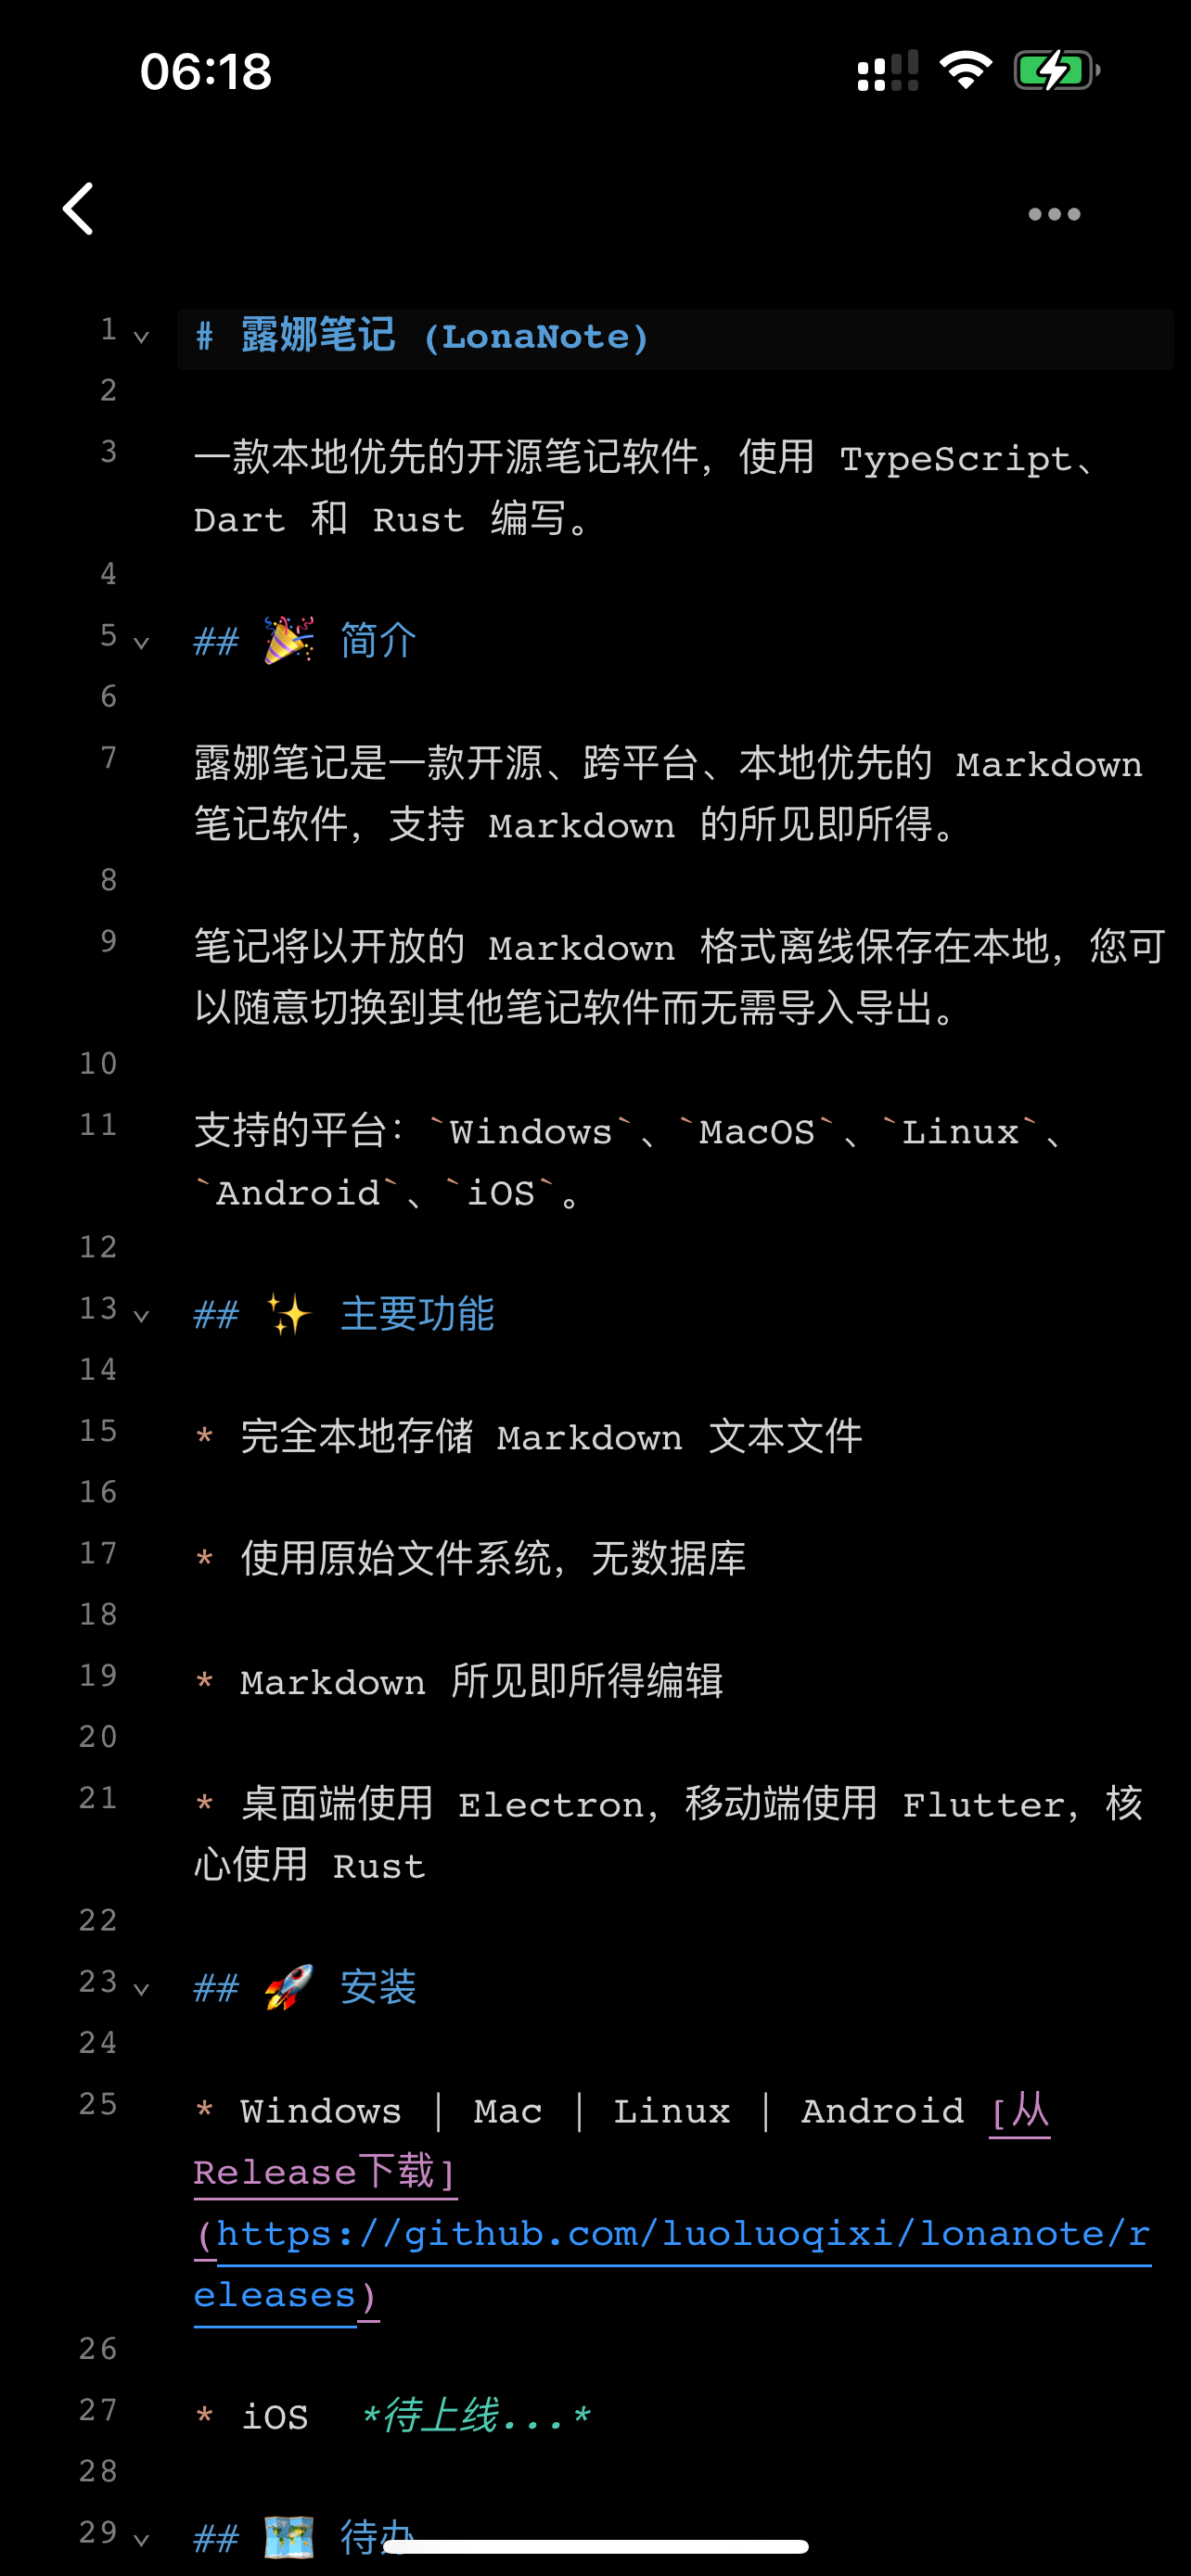 06:18
1 # 露娜笔记 (LonaNote)
2
3 一款本地优先的开源笔记软件，使用 TypeScript、
Dart 和 Rust 编写。
4
5 ## 🎉 简介
6
7 露娜笔记是一款开源、跨平台、本地优先的 Markdown
笔记软件，支持 Markdown 的所见即所得。
8
9 笔记将以开放的 Markdown 格式离线保存在本地，您可
以随意切换到其他笔记软件而无需导入导出。
10
11 支持的平台：`Windows`、`MacOS`、`Linux`、
`Android`、`iOS`。
12
13 ## ✨ 主要功能
14
15 * 完全本地存储 Markdown 文本文件
16
17 * 使用原始文件系统，无数据库
18
19 * Markdown 所见即所得编辑
20
21 * 桌面端使用 Electron，移动端使用 Flutter，核
心使用 Rust
22
23 ## 🚀 安装
24
25 * Windows | Mac | Linux | Android [从
Release下载]
(https://github.com/luoluoqixi/lonanote/r
eleases)
26
27 * iOS  *待上线...*
28
29 ## 🗺️ 待办